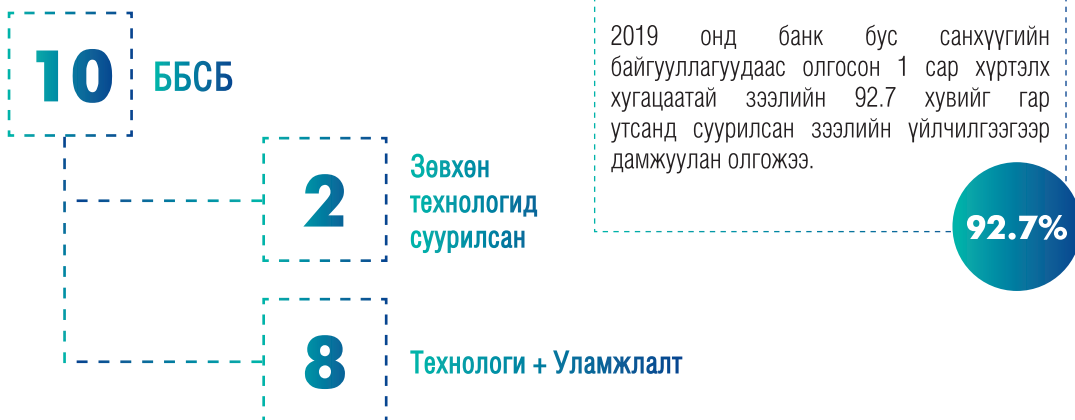 10 ББСБ
2
Зөвхөн
технологид
суурилсан
8
Технологи + Уламжлалт
2019 онд банк бус санхүүгийн
байгууллагуудаас олгосон 1 сар хүртэлх
хугацаатай зээлийн 92.7 хувийг гар
утсанд суурилсан зээлийн үйлчилгээгээр
дамжуулан олгожээ.
92.7%